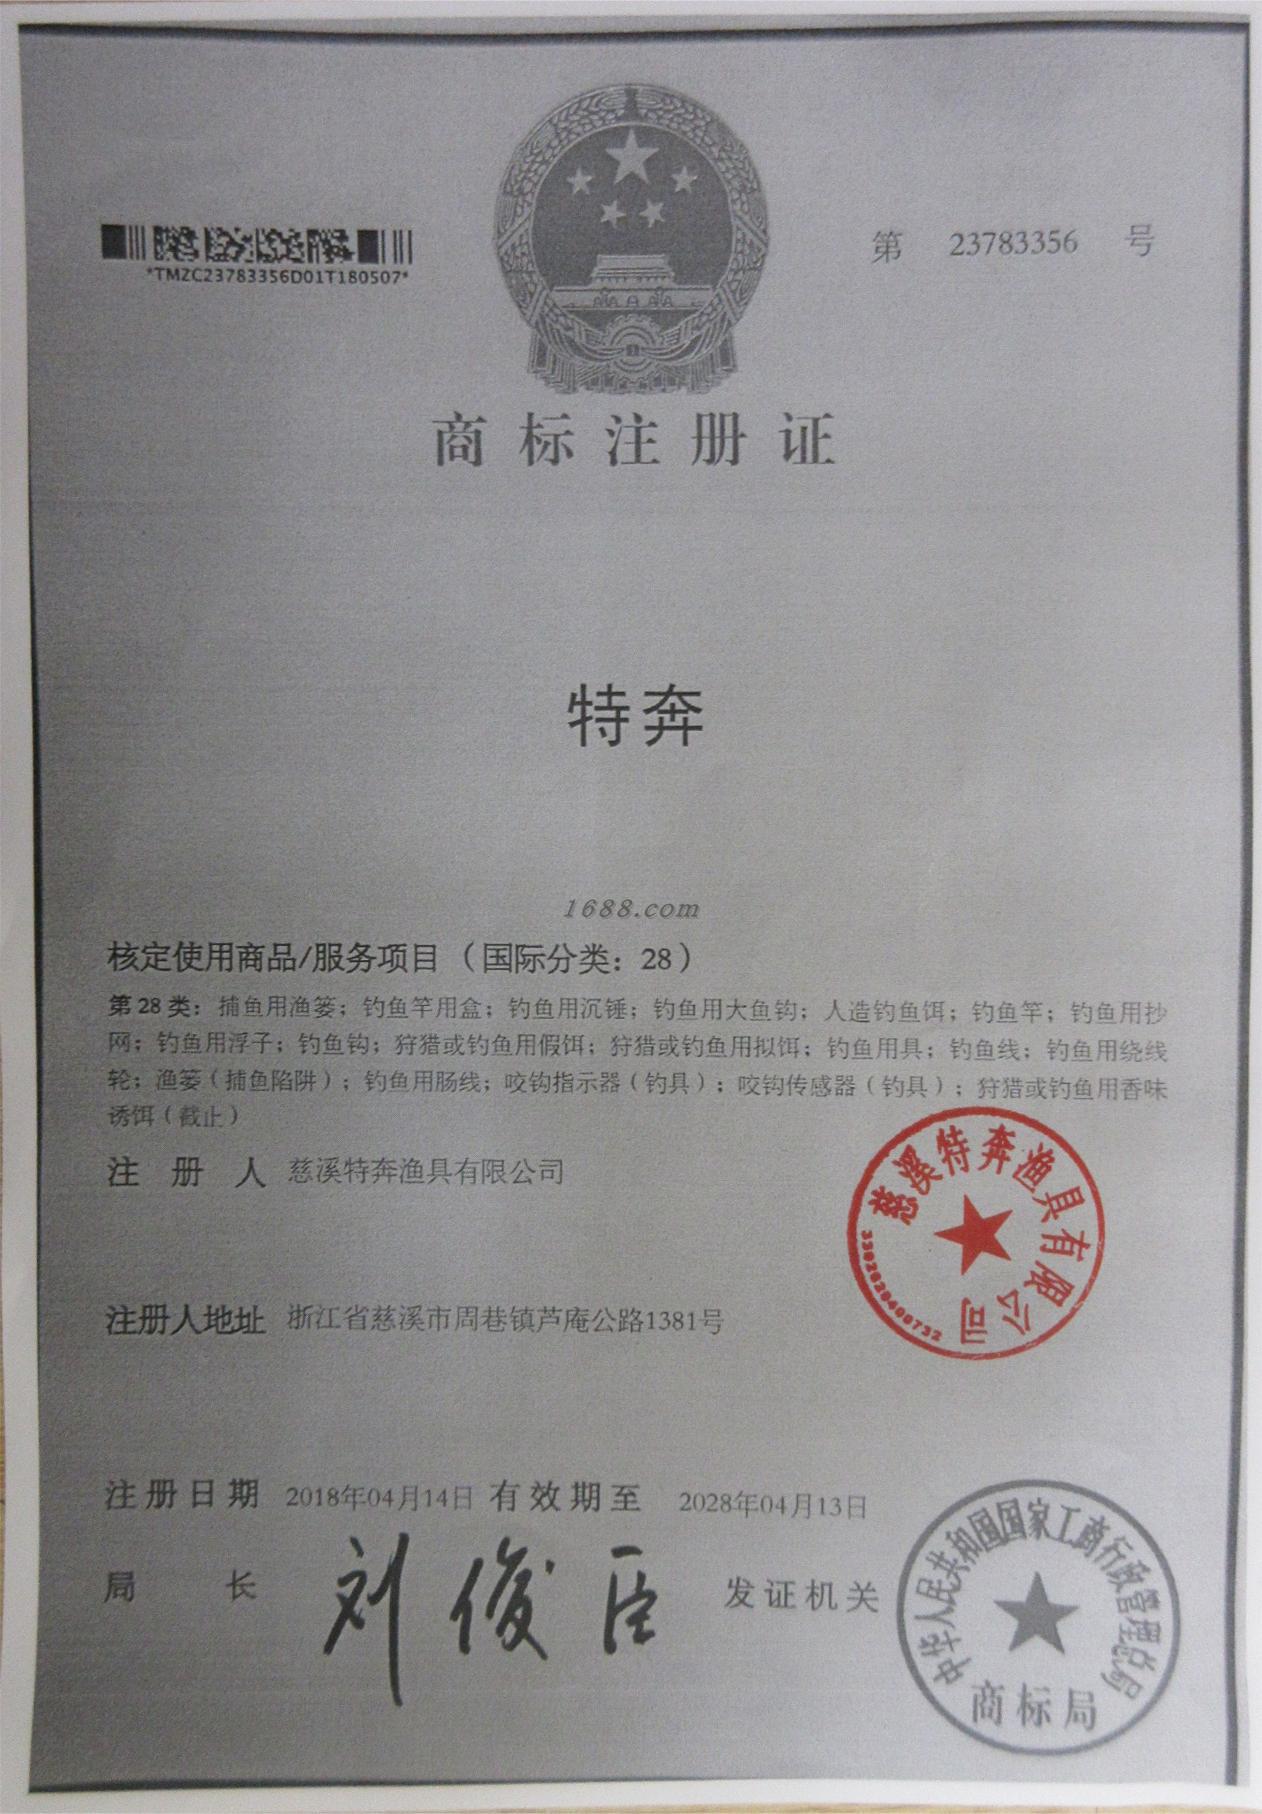 *TMZC23783356D01T180507*
第 23783356 号
商标注册证
特奔
1688.com
核定使用商品/服务项目（国际分类：28）
第28类：捕鱼用渔篓；钓鱼竿用盒；钓鱼用沉锤；钓鱼用大鱼钩；人造钓鱼饵；钓鱼竿；钓鱼用抄
网；钓鱼用浮子；钓鱼钩；狩猎或钓鱼用假饵；狩猎或钓鱼用拟饵；钓鱼用具；钓鱼线；钓鱼用绕线
轮；渔篓（捕鱼陷阱）；钓鱼用肠线；咬钩指示器（钓具）；咬钩传感器（钓具）；狩猎或钓鱼用香味
诱饵（截止）
注册人 慈溪特奔渔具有限公司
慈溪特奔渔具有限公司
注册人地址 浙江省慈溪市周巷镇芦庵公路1381号
注册日期 2018年04月14日 有效期至 2028年04月13日
局长 刘俊臣 发证机关
中华人民共和国国家工商行政管理总局
商标局